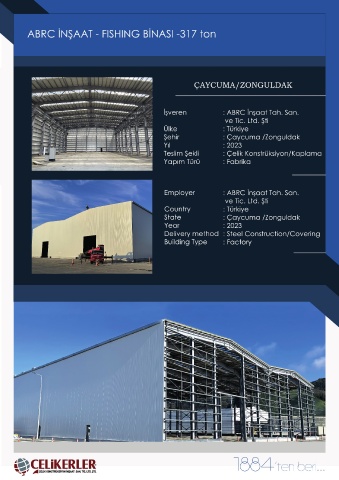 ABRC İNŞAAT - FISHING BİNASI -317 ton
ÇAYCUMA/ZONGULDAK
İşveren : ABRC İnşaat Tah. San.
ve Tic. Ltd. Şti
Ülke : Türkiye
Şehir : Çaycuma /Zonguldak
Yıl : 2023
Teslim Şekli : Çelik Konstrüksiyon/Kaplama
Yapım Türü : Fabrika
Employer : ABRC İnşaat Tah. San.
ve Tic. Ltd. Şti
Country : Türkiye
State : Çaycuma /Zonguldak
Year : 2023
Delivery method : Steel Construction/Covering
Building Type : Factory
ÇELİKERLER
1884'ten beri...